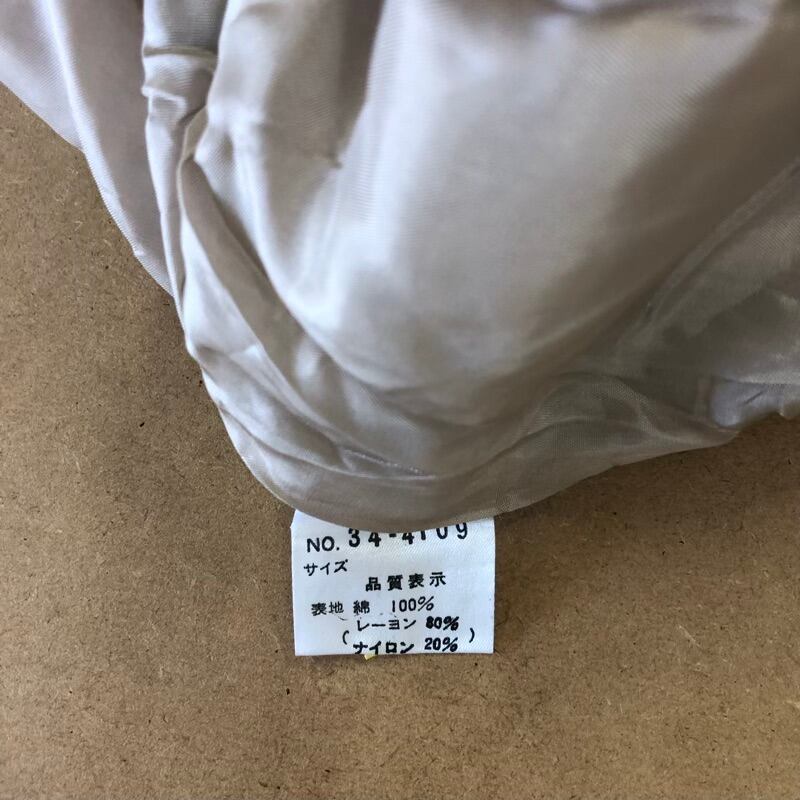 NO. 34-4109
サイズ
品質表示
表地 綿 100%
(レーヨン 80%
ナイロン 20%)